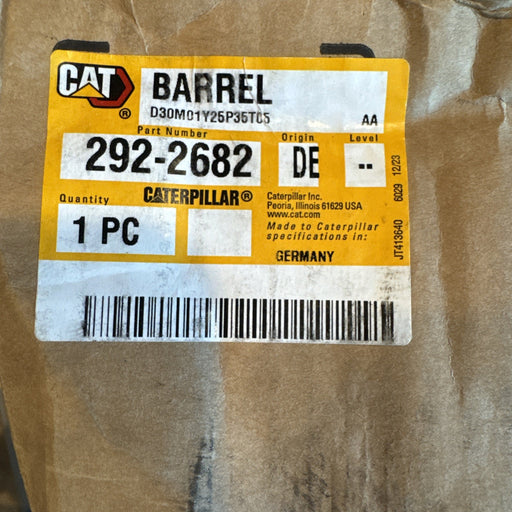 CAT
®
BARREL
D30M01Y25P35T05
AA
Part Number
Origin
Level
292-2682
DE
--
Quantity
CATERPILLAR®
1 PC
Caterpillar Inc.
Peoria, Illinois 61629 USA
www.cat.com
Made to Caterpillar
specifications in:
GERMANY
JT413640 6029 12/23